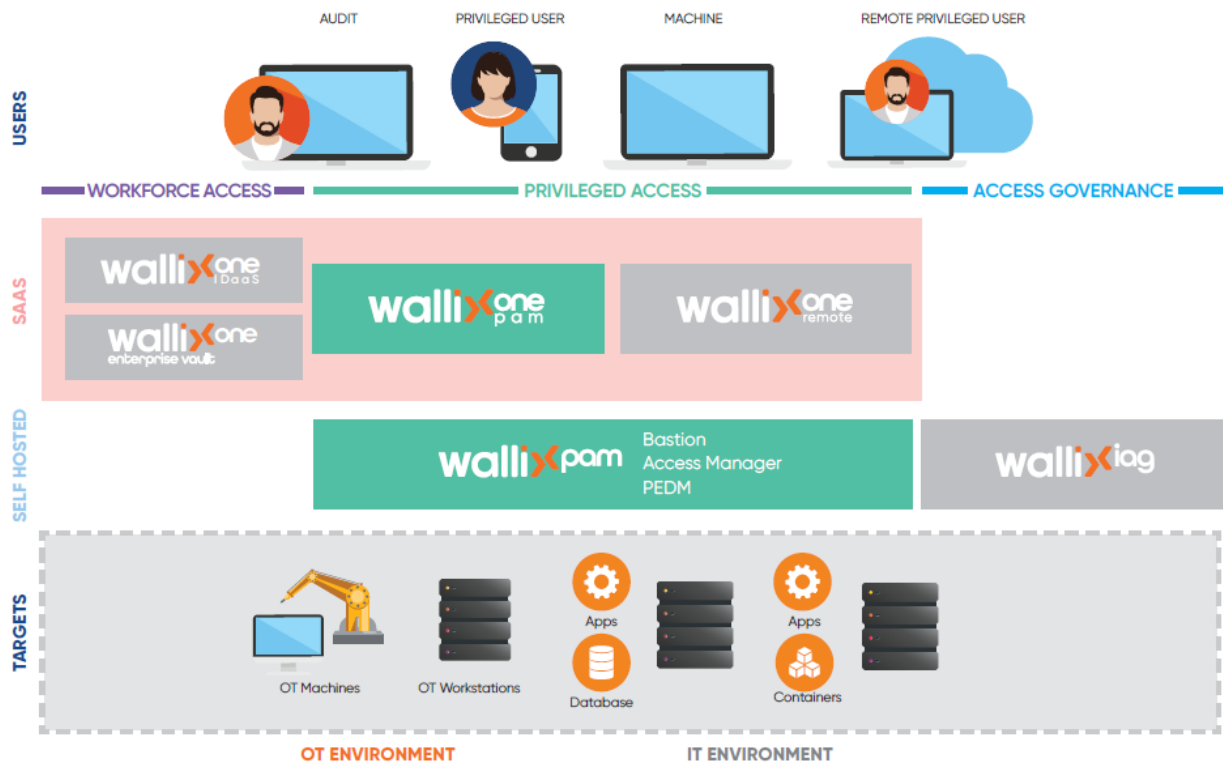 AUDIT
PRIVILEGED USER
MACHINE
REMOTE PRIVILEGED USER
USERS
WORKFORCE ACCESS
PRIVILEGED ACCESS
ACCESS GOVERNANCE
SAAS
wallix one
IDaaS
wallix one
enterprise vault
wallix one
pam
wallix one
remote
SELF HOSTED
wallix pam
Bastion
Access Manager
PEDM
wallix iag
TARGETS
OT Machines
OT Workstations
Apps
Database
Apps
Containers
OT ENVIRONMENT
IT ENVIRONMENT